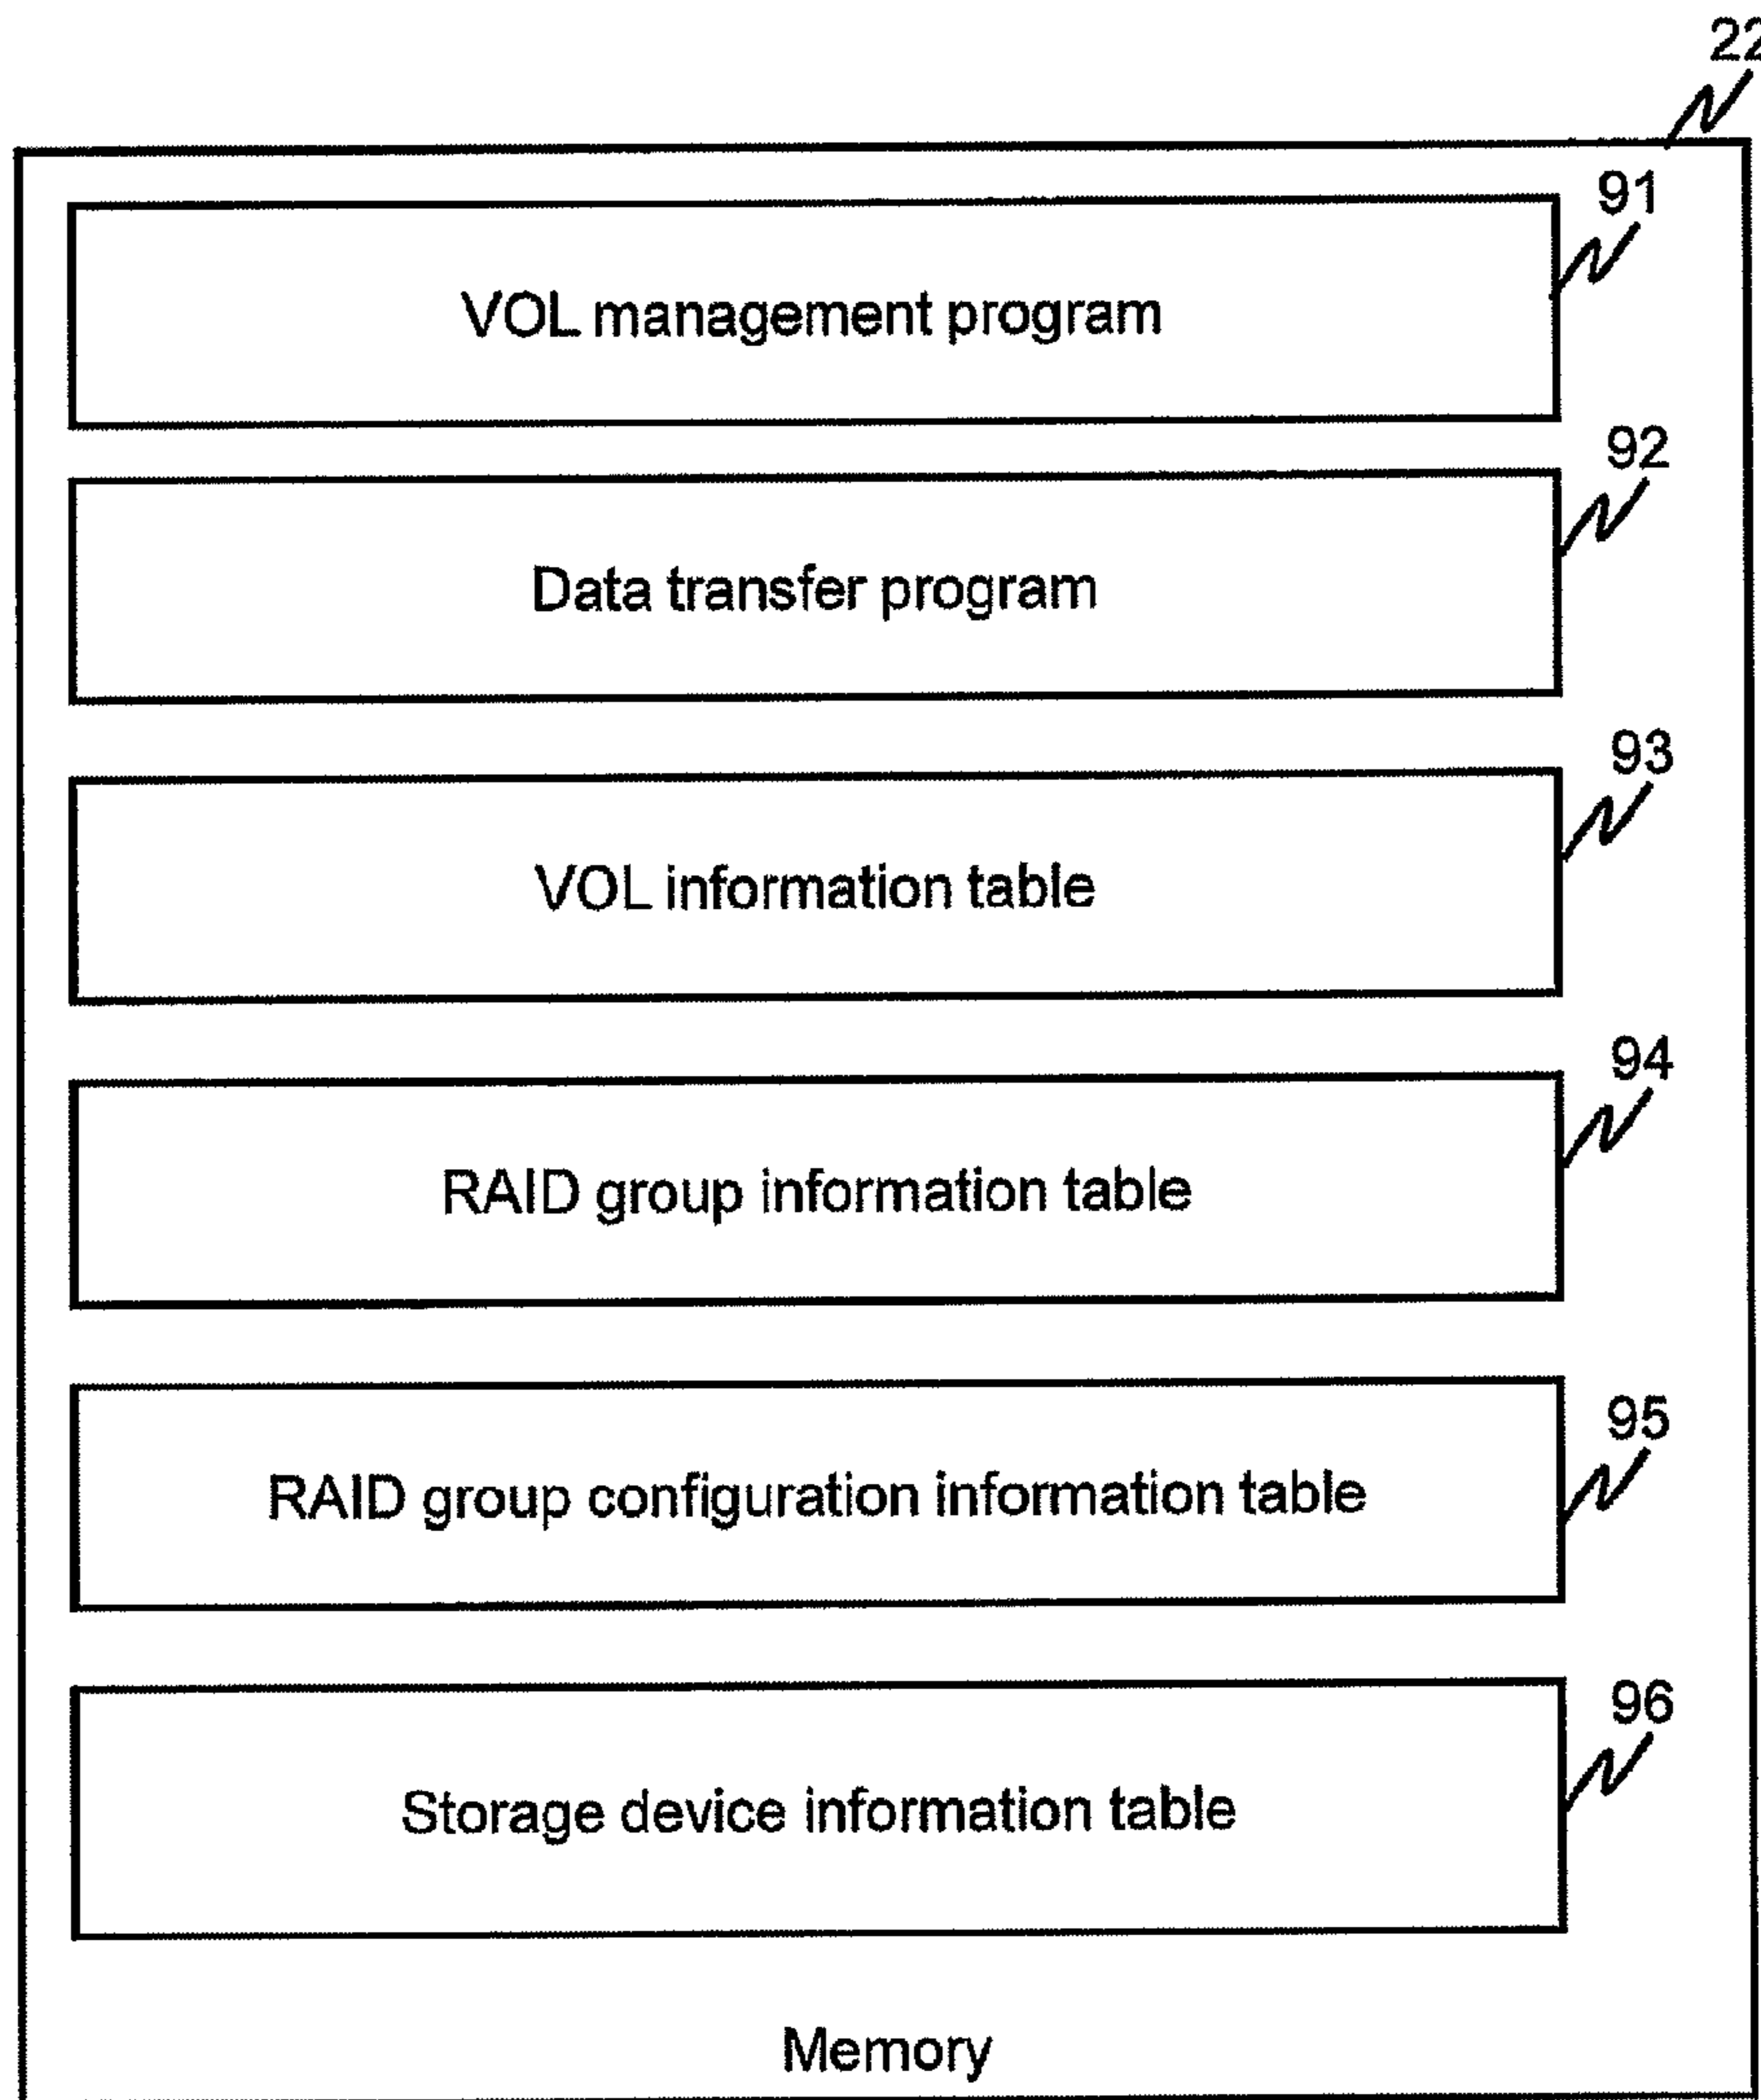 22
91
VOL management program
92
Data transfer program
93
VOL information table
94
RAID group information table
95
RAID group configuration information table
96
Storage device information table
Memory